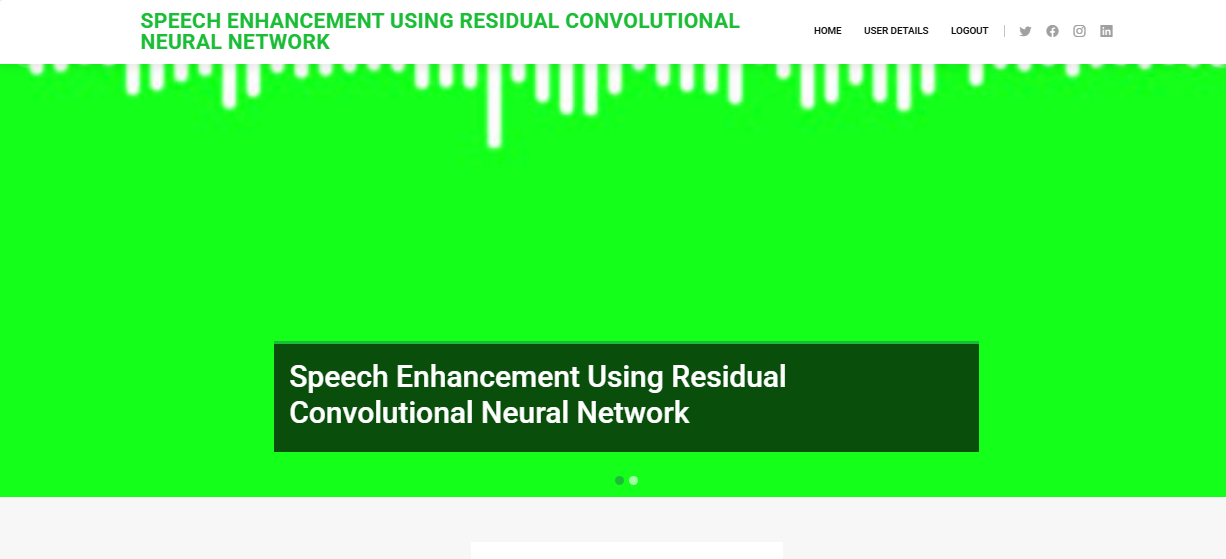 SPEECH ENHANCEMENT USING RESIDUAL CONVOLUTIONAL
NEURAL NETWORK
HOME USER DETAILS LOGOUT
Speech Enhancement Using Residual
Convolutional Neural Network